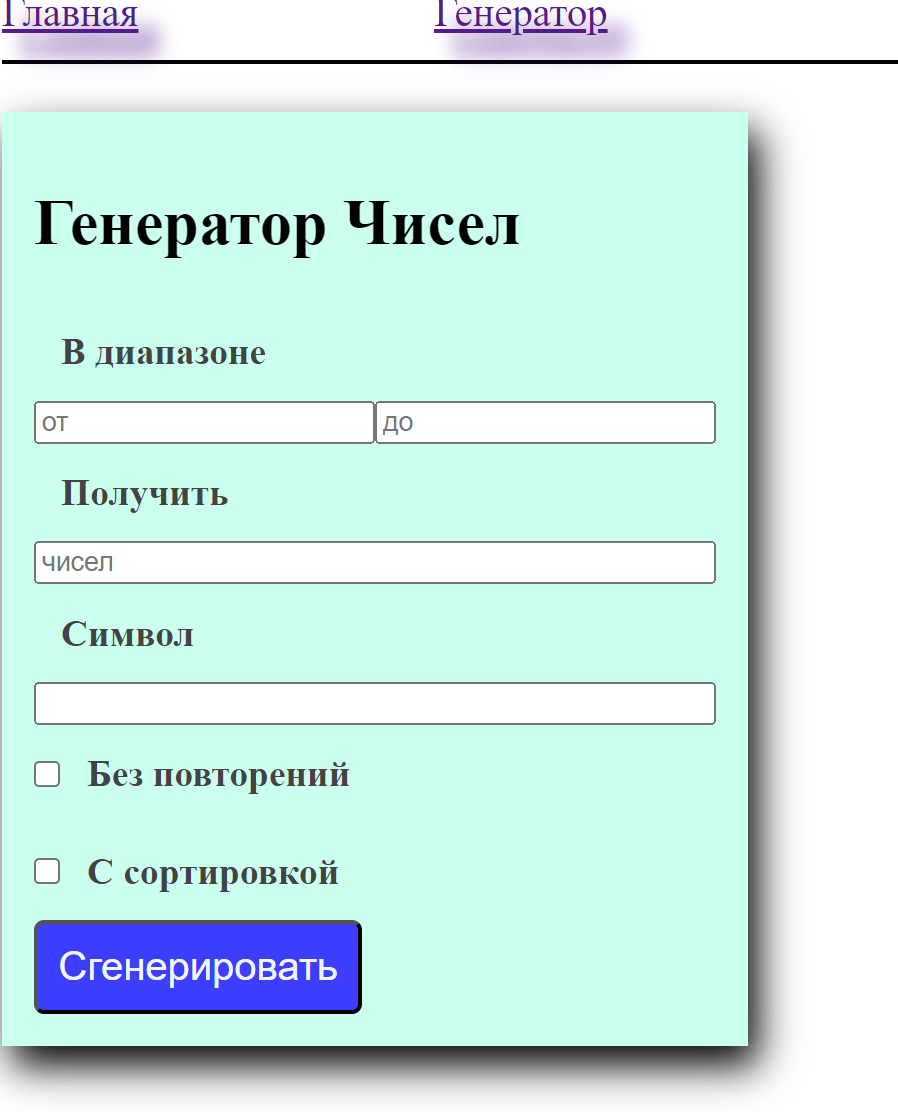 Главная Генератор
Генератор Чисел
В диапазоне
от до
Получить
чисел
Символ
Без повторений
С сортировкой
Сгенерировать